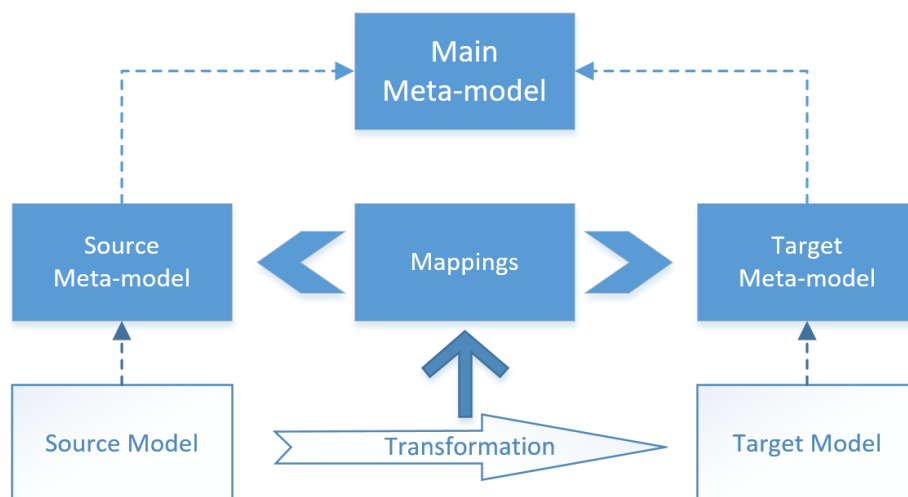 Main
Meta-model
Source
Meta-model
Mappings
Target
Meta-model
Source Model
Transformation
Target Model